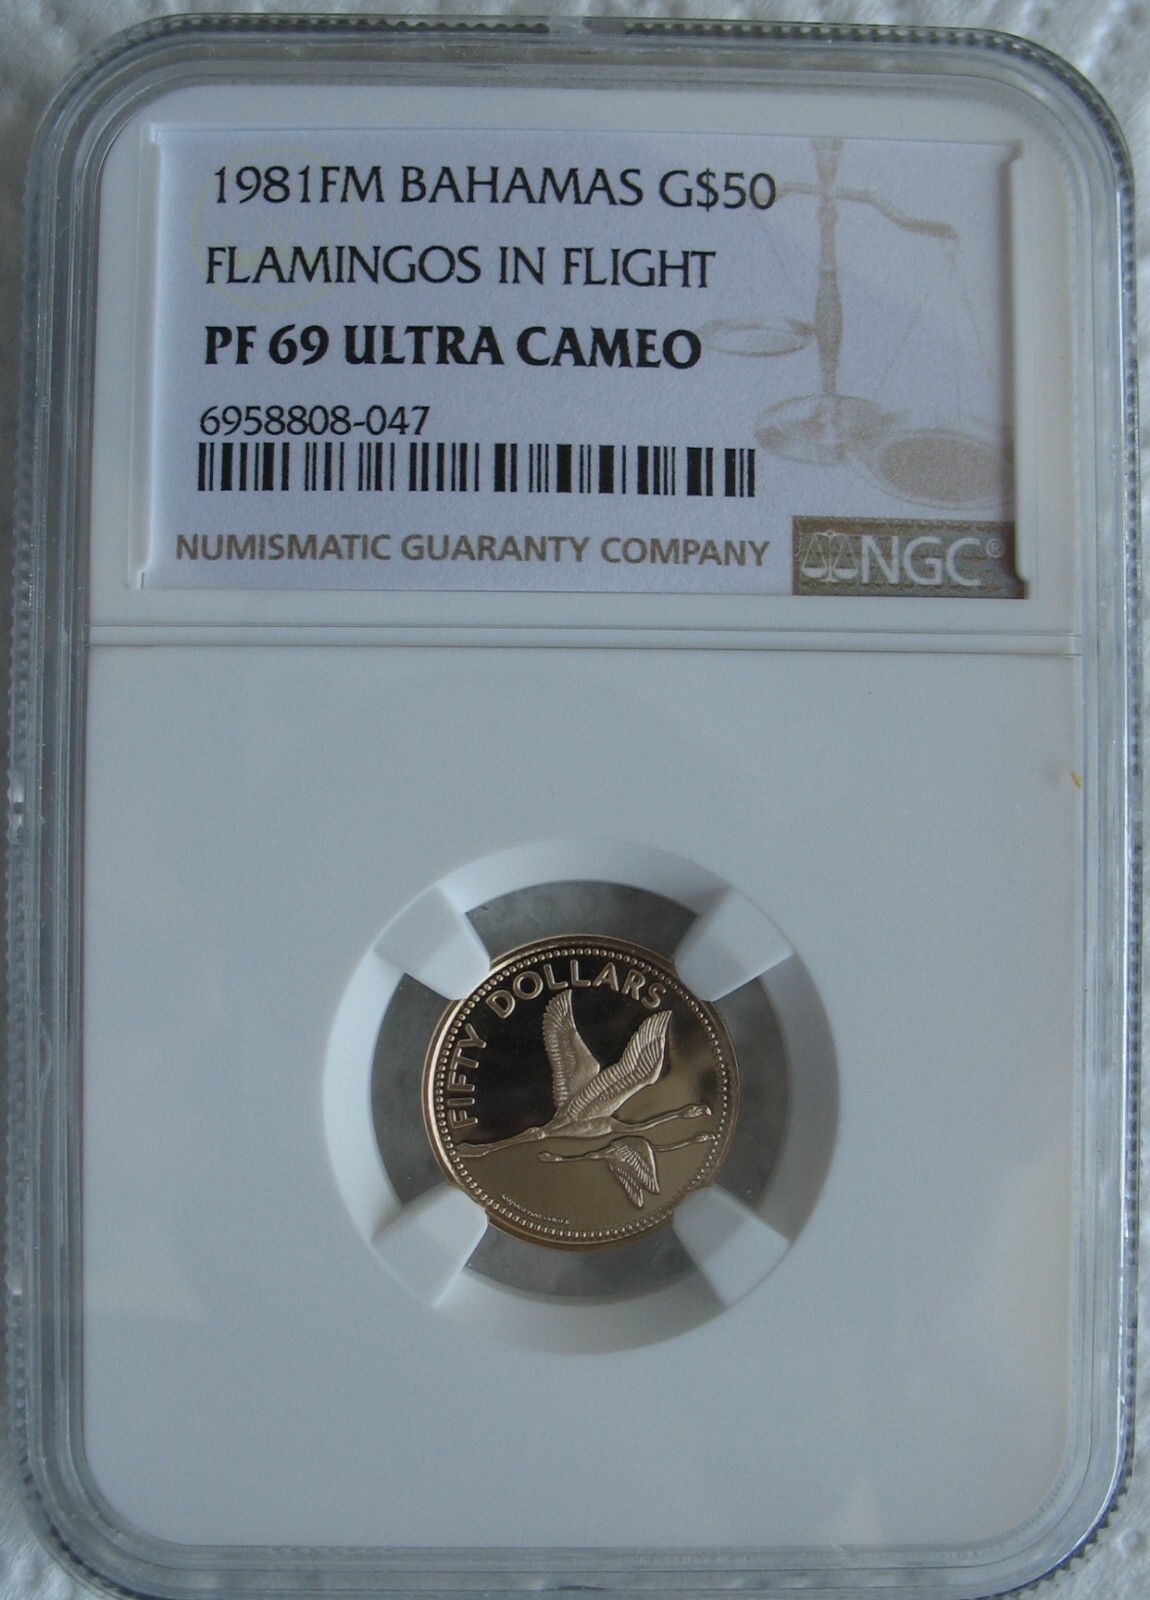 1981FM BAHAMAS G$50
FLAMINGOS IN FLIGHT
PF 69 ULTRA CAMEO
6958808-047
NUMISMATIC GUARANTY COMPANY
NGC®
FIFTY DOLLARS